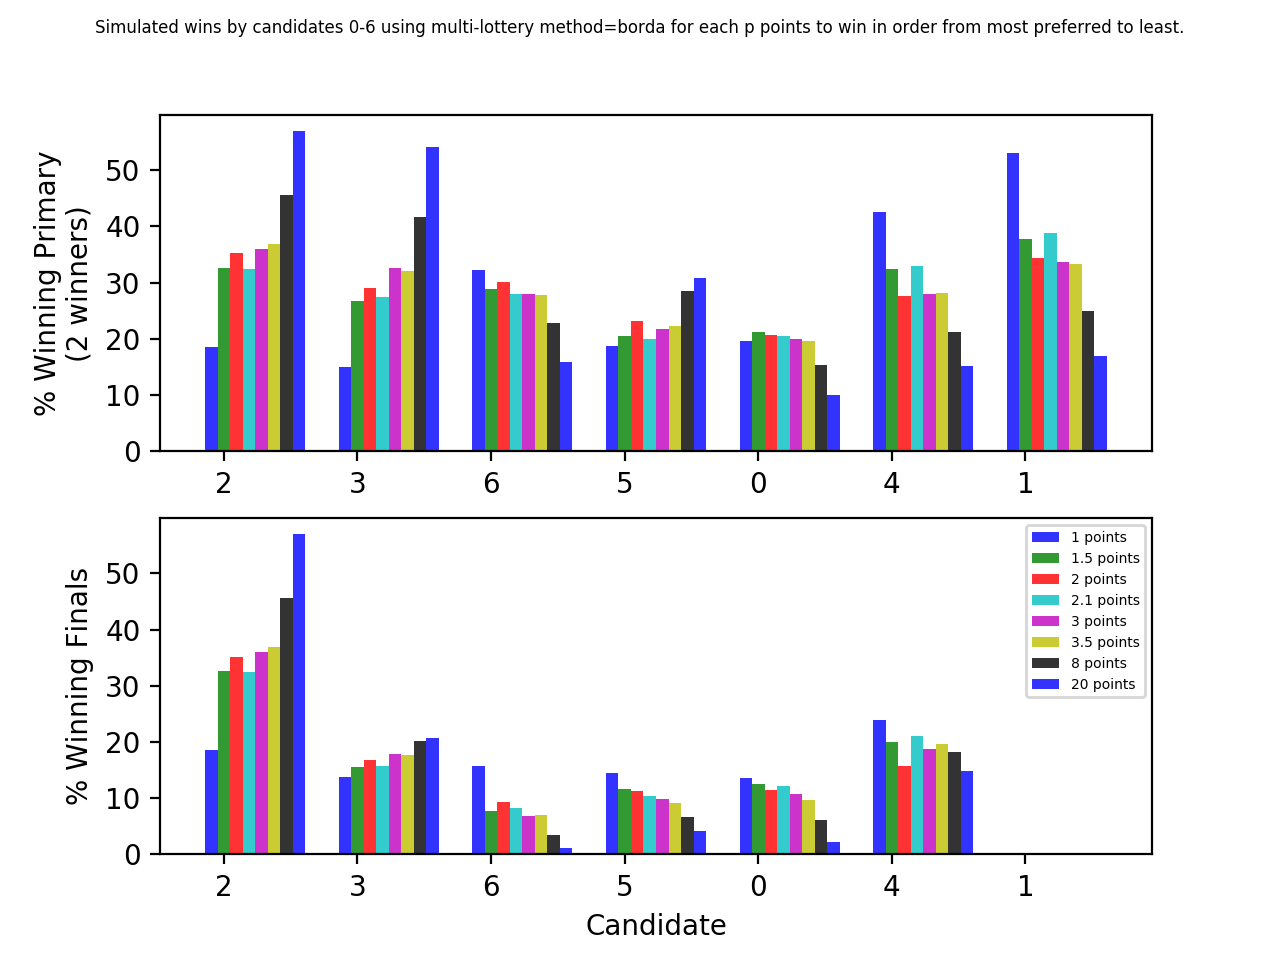 Simulated wins by candidates 0-6 using multi-lottery method=borda for each p points to win in order from most preferred to least.
% Winning Primary
(2 winners)
50
40
30
20
10
0
2 3 6 5 0 4 1
% Winning Finals
50
40
30
20
10
0
1 points
1.5 points
2 points
2.1 points
3 points
3.5 points
8 points
20 points
2 3 6 5 0 4 1
Candidate